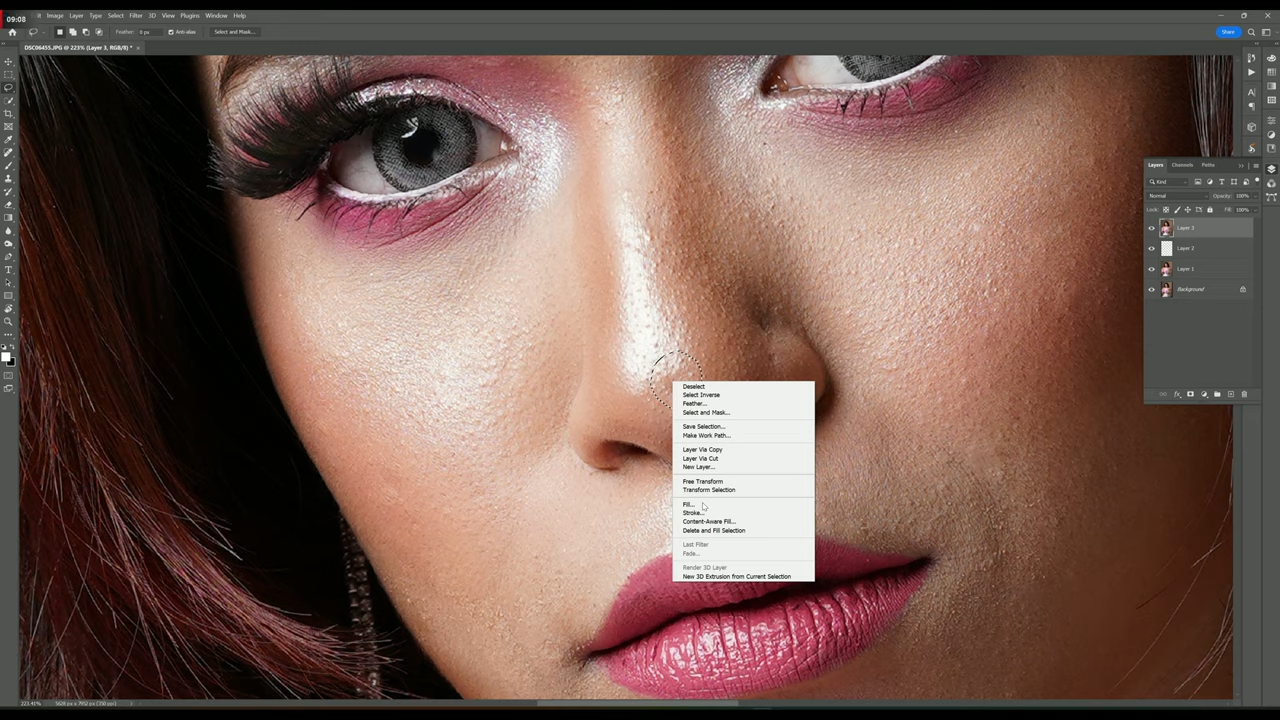 09:08
Image Layer Type Select Filter 3D View Plugins Window Help
Feather: 0 px Anti-alias Select and Mask... Share
DSC06455.JPG @ 223% (Layer 3, RGB/8) *
Layers Channels Paths
Kind
Normal Opacity: 100%
Lock: Fill: 100%
Layer 3
Layer 2
Layer 1
Background
Deselect
Select Inverse
Feather...
Select and Mask...
Save Selection...
Make Work Path...
Layer Via Copy
Layer Via Cut
New Layer...
Free Transform
Transform Selection
Fill...
Stroke...
Content-Aware Fill...
Delete and Fill Selection
Last Filter
Fade...
Render 3D Layer
New 3D Extrusion from Current Selection
223.41%